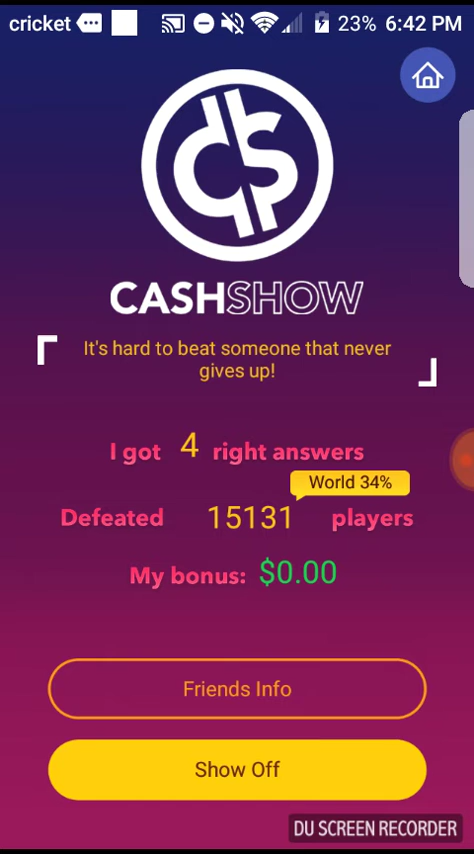 cricket 23% 6:42 PM
CASHSHOW
It's hard to beat someone that never
gives up!
I got 4 right answers
World 34%
Defeated 15131 players
My bonus: $0.00
Friends Info
Show Off
DU SCREEN RECORDER